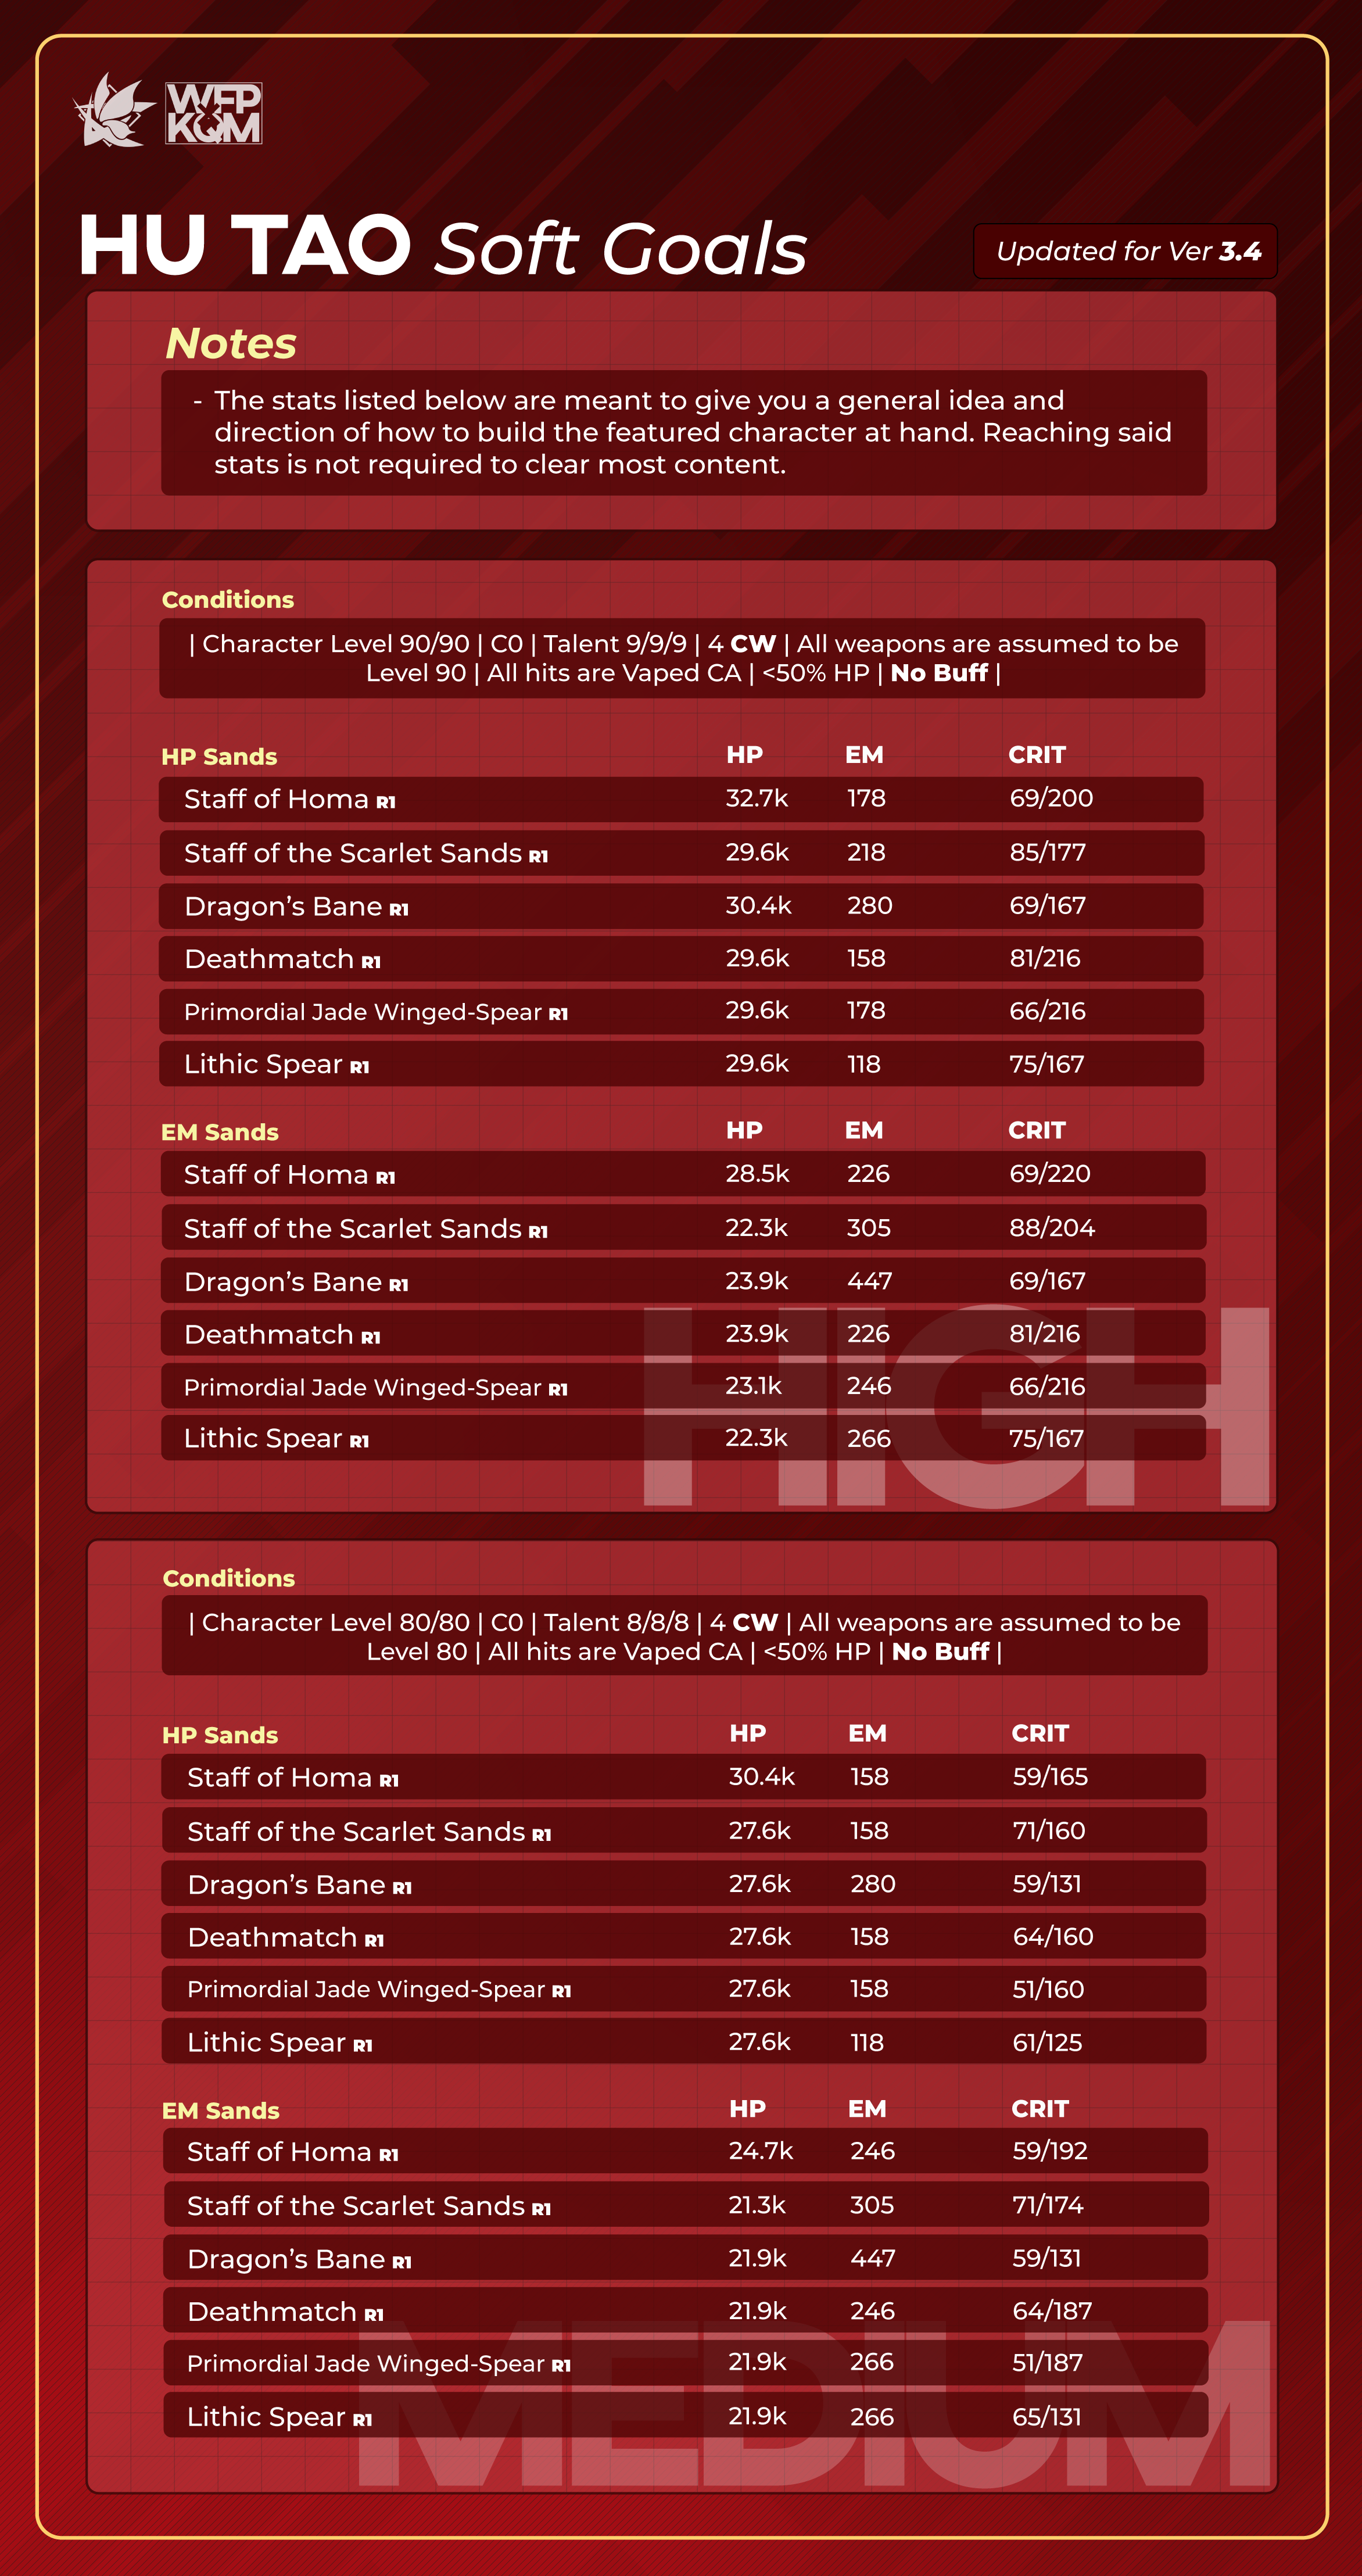 WFP
KQM
HU TAO Soft Goals
Updated for Ver 3.4
Notes
- The stats listed below are meant to give you a general idea and
direction of how to build the featured character at hand. Reaching said
stats is not required to clear most content.
Conditions
| Character Level 90/90 | C0 | Talent 9/9/9 | 4 CW | All weapons are assumed to be
Level 90 | All hits are Vaped CA | <50% HP | No Buff |
HP Sands HP EM CRIT
Staff of Homa R1 32.7k 178 69/200
Staff of the Scarlet Sands R1 29.6k 218 85/177
Dragon's Bane R1 30.4k 280 69/167
Deathmatch R1 29.6k 158 81/216
Primordial Jade Winged-Spear R1 29.6k 178 66/216
Lithic Spear R1 29.6k 118 75/167
EM Sands HP EM CRIT
Staff of Homa R1 28.5k 226 69/220
Staff of the Scarlet Sands R1 22.3k 305 88/204
Dragon's Bane R1 23.9k 447 69/167
Deathmatch R1 23.9k 226 81/216
Primordial Jade Winged-Spear R1 23.1k 246 66/216
Lithic Spear R1 22.3k 266 75/167
HIGH
Conditions
| Character Level 80/80 | C0 | Talent 8/8/8 | 4 CW | All weapons are assumed to be
Level 80 | All hits are Vaped CA | <50% HP | No Buff |
HP Sands HP EM CRIT
Staff of Homa R1 30.4k 158 59/165
Staff of the Scarlet Sands R1 27.6k 158 71/160
Dragon's Bane R1 27.6k 280 59/131
Deathmatch R1 27.6k 158 64/160
Primordial Jade Winged-Spear R1 27.6k 158 51/160
Lithic Spear R1 27.6k 118 61/125
EM Sands HP EM CRIT
Staff of Homa R1 24.7k 246 59/192
Staff of the Scarlet Sands R1 21.3k 305 71/174
Dragon's Bane R1 21.9k 447 59/131
Deathmatch R1 21.9k 246 64/187
Primordial Jade Winged-Spear R1 21.9k 266 51/187
Lithic Spear R1 21.9k 266 65/131
MEDIUM